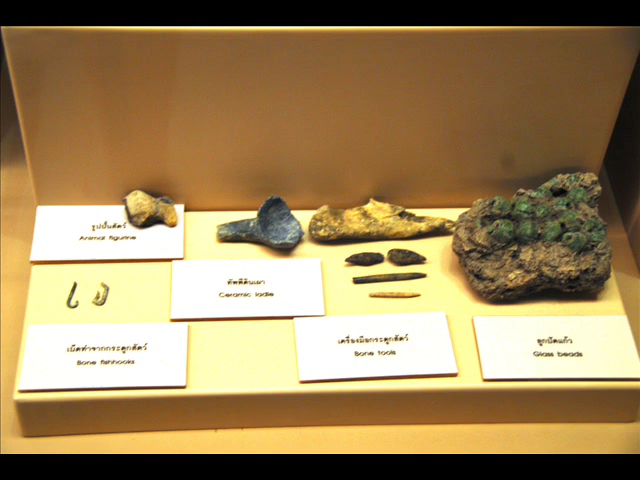 รูปปั้นสัตว์
Animal figurine
ทัพพีดินเผา
Ceramic ladle
เบ็ดทำจากกระดูกสัตว์
Bone fishhooks
เครื่องมือกระดูกสัตว์
Bone tools
ลูกปัดแก้ว
Glass beads